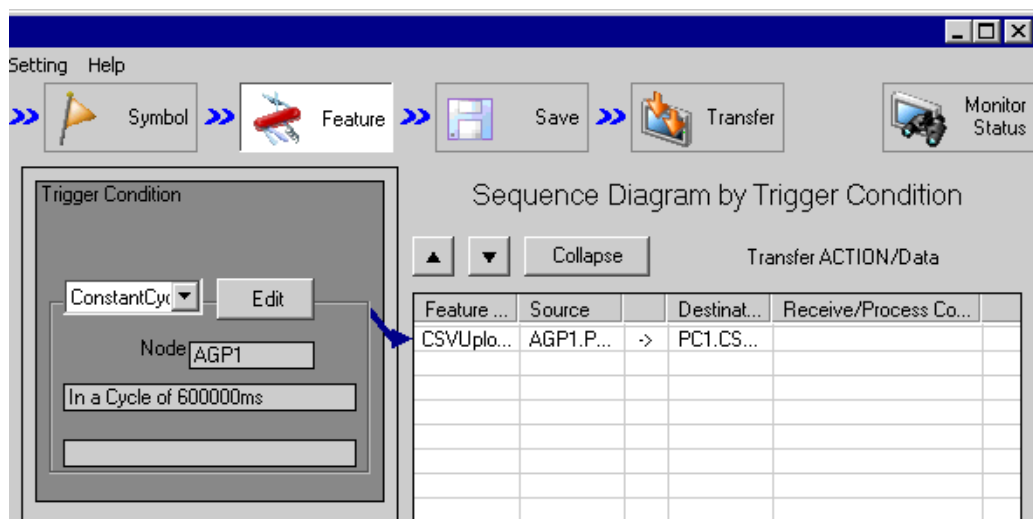 Setting Help
Symbol Feature Save Transfer Monitor Status
Trigger Condition
ConstantCyc Edit
Node AGP1
In a Cycle of 600000ms
Sequence Diagram by Trigger Condition
Collapse Transfer ACTION/Data
Feature ... Source Destinat... Receive/Process Co...
CSVUplo... AGP1.P... -> PC1.CS...